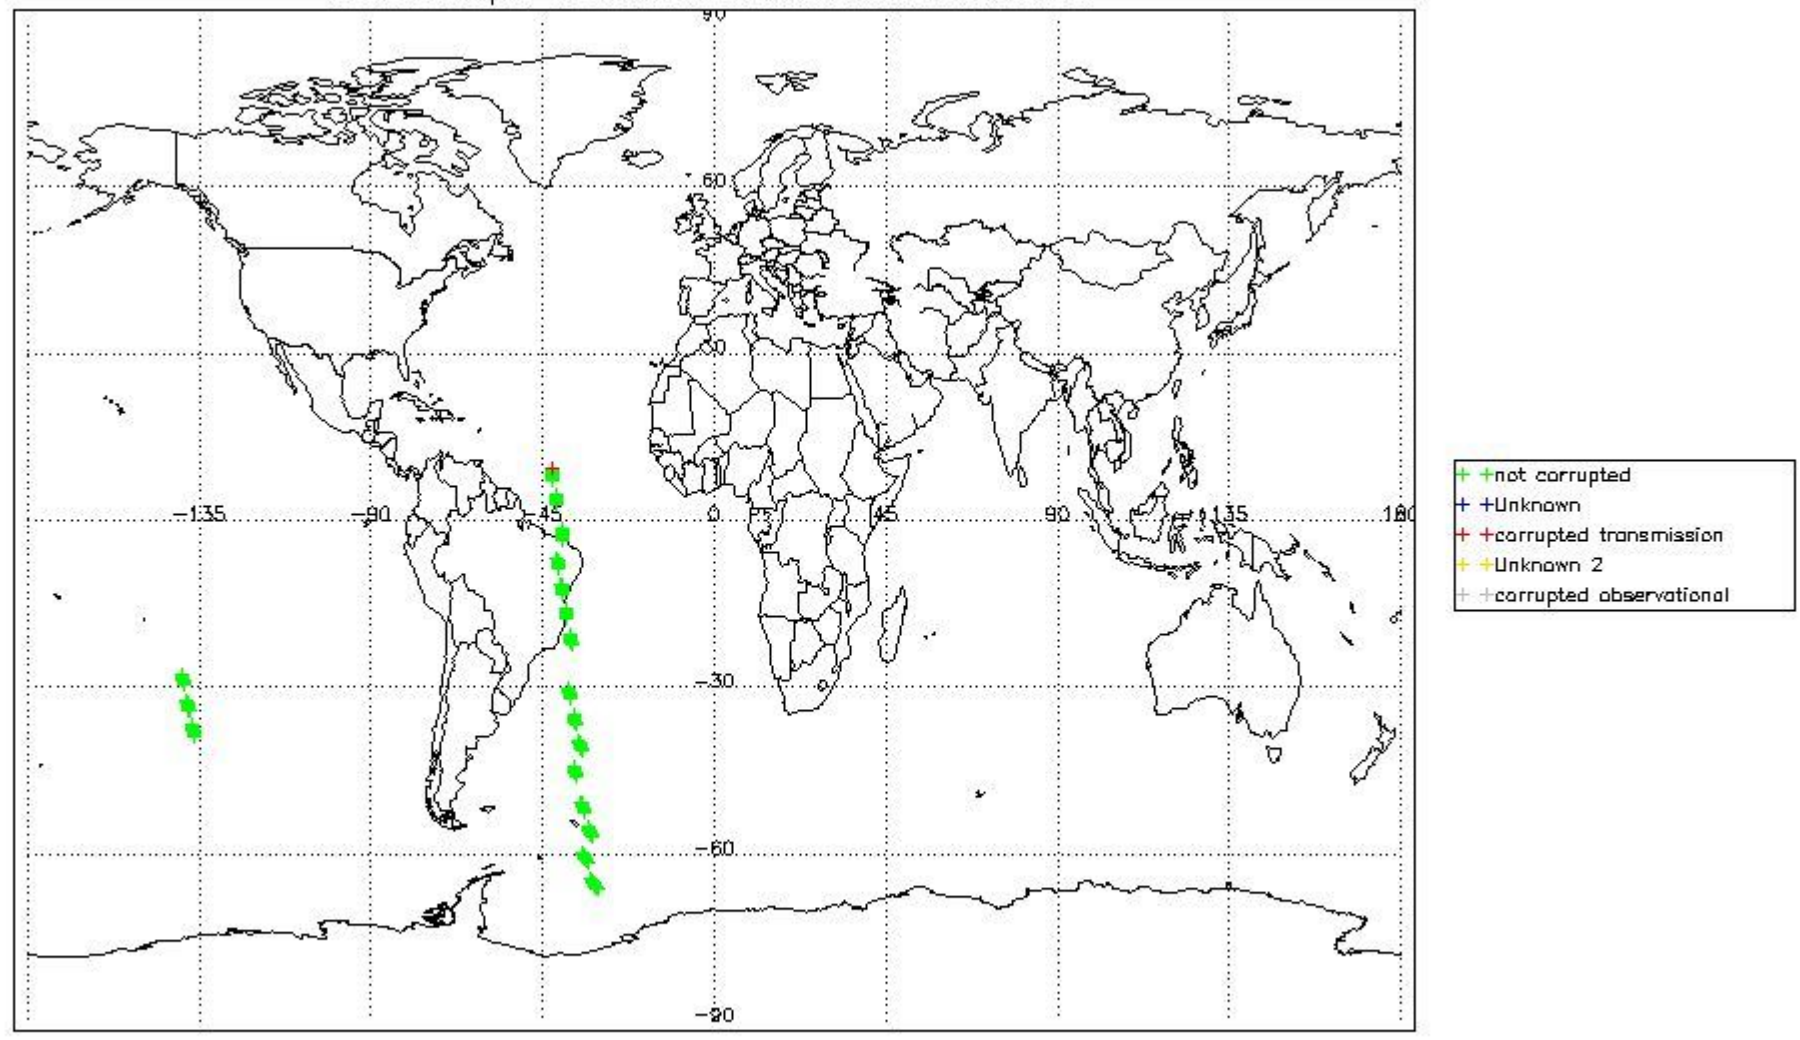 90
60
30
-135 -90 -45 0 45 90 135 180
-30
-60
-90
not corrupted
Unknown
corrupted transmission
Unknown 2
corrupted observational